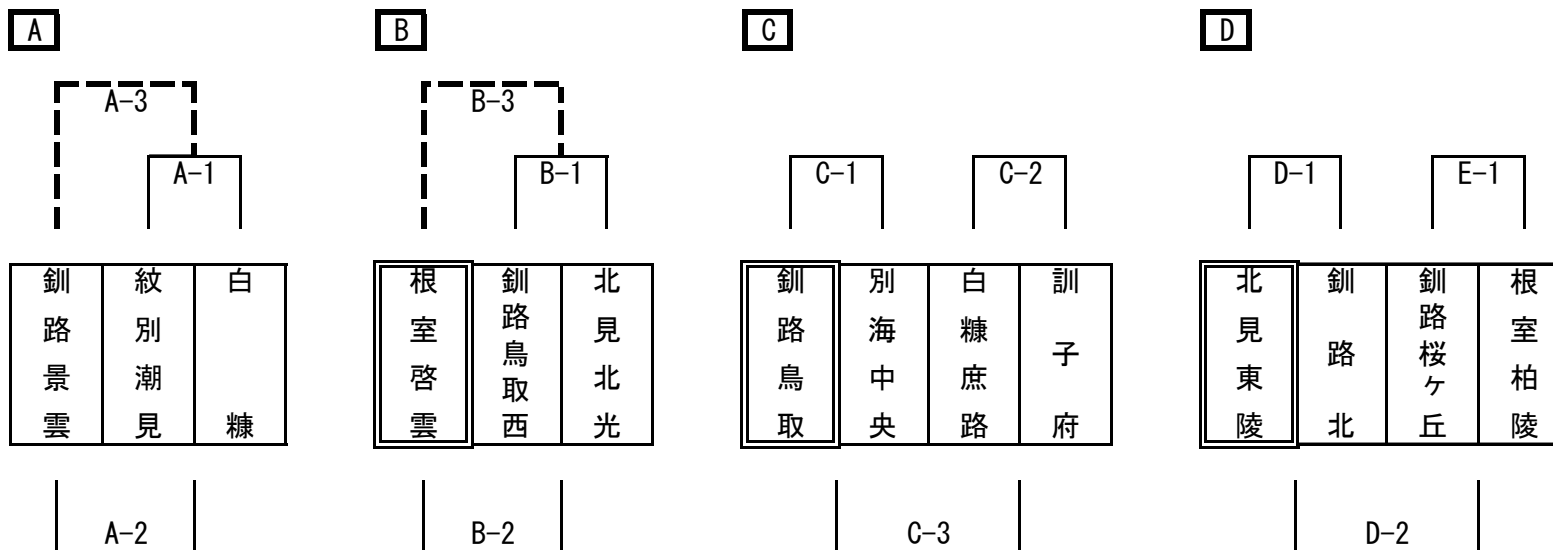 A
B
C
D
A-3
B-3
A-1
B-1
C-1
C-2
D-1
E-1
釧路景雲
紋別潮見
白糠
根室啓雲
釧路鳥取西
北見北光
釧路鳥取
別海中央
白糠庶路
訓子府
北見東陵
釧路北
釧路桜ヶ丘
根室柏陵
A-2
B-2
C-3
D-2